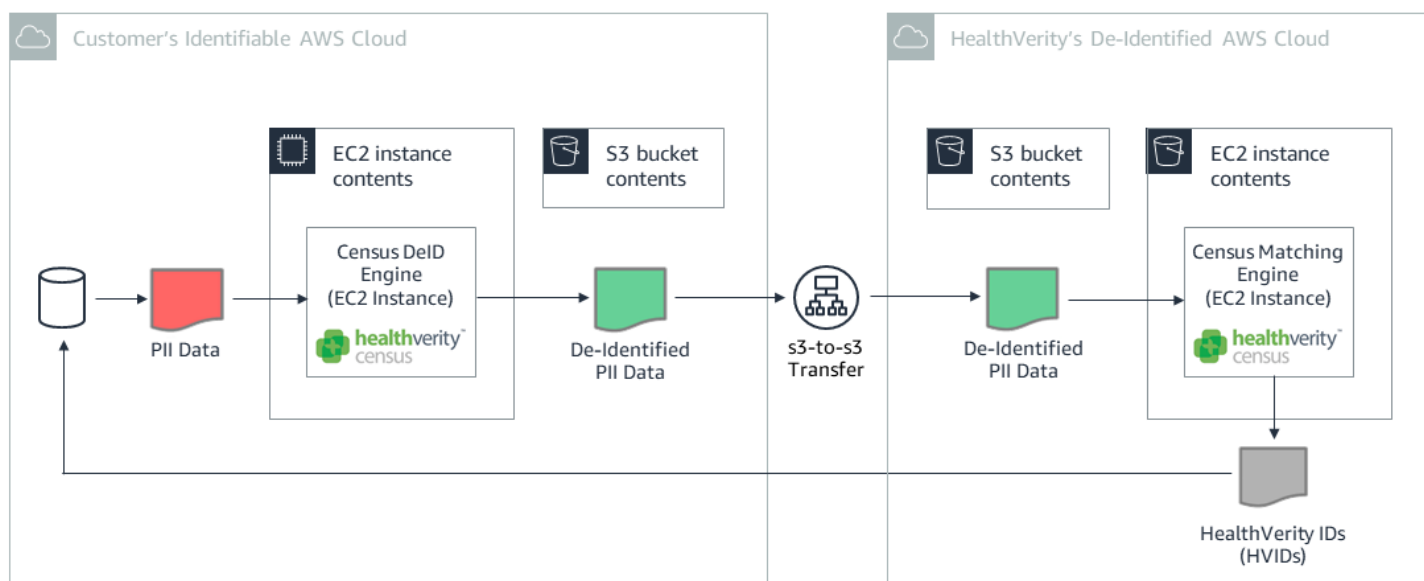 Customer's Identifiable AWS Cloud
HealthVerity's De-Identified AWS Cloud
EC2 instance
contents
S3 bucket
contents
S3 bucket
contents
EC2 instance
contents
Census DeID
Engine
(EC2 Instance)
healthverity™
census
Census Matching
Engine
(EC2 Instance)
healthverity™
census
PII Data
De-Identified
PII Data
s3-to-s3
Transfer
De-Identified
PII Data
HealthVerity IDs
(HVIDs)